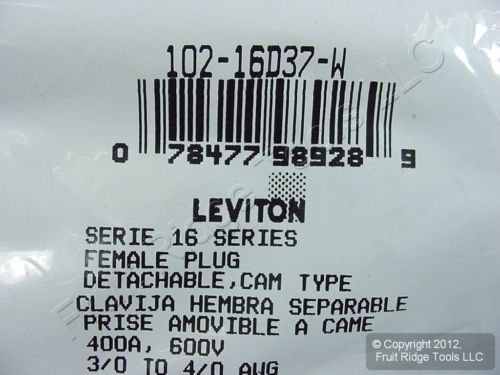 102-16D37-W
0 78477 98928 9
LEVITON
SERIE 16 SERIES
FEMALE PLUG
DETACHABLE,CAM TYPE
CLAVIJA HEMBRA SEPARABLE
PRISE AMOVIBLE A CAME
400A, 600V
3/0 TO 4/0 AWG
© Copyright 2012,
Fruit Ridge Tools LLC